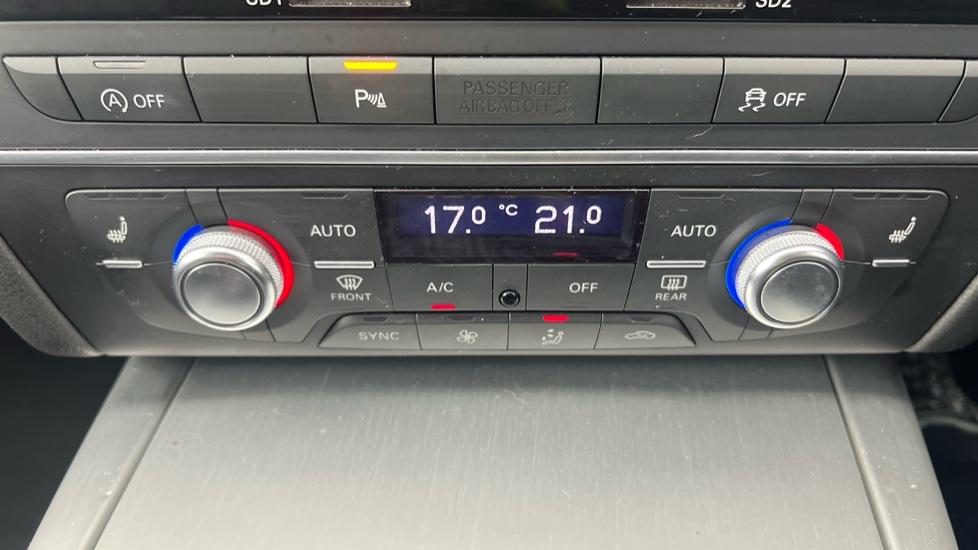 SD1 SD2
A OFF P PASSENGER OFF
AIRBAG OFF
17.0 °C 21.0
AUTO AUTO
FRONT A/C OFF REAR
SYNC